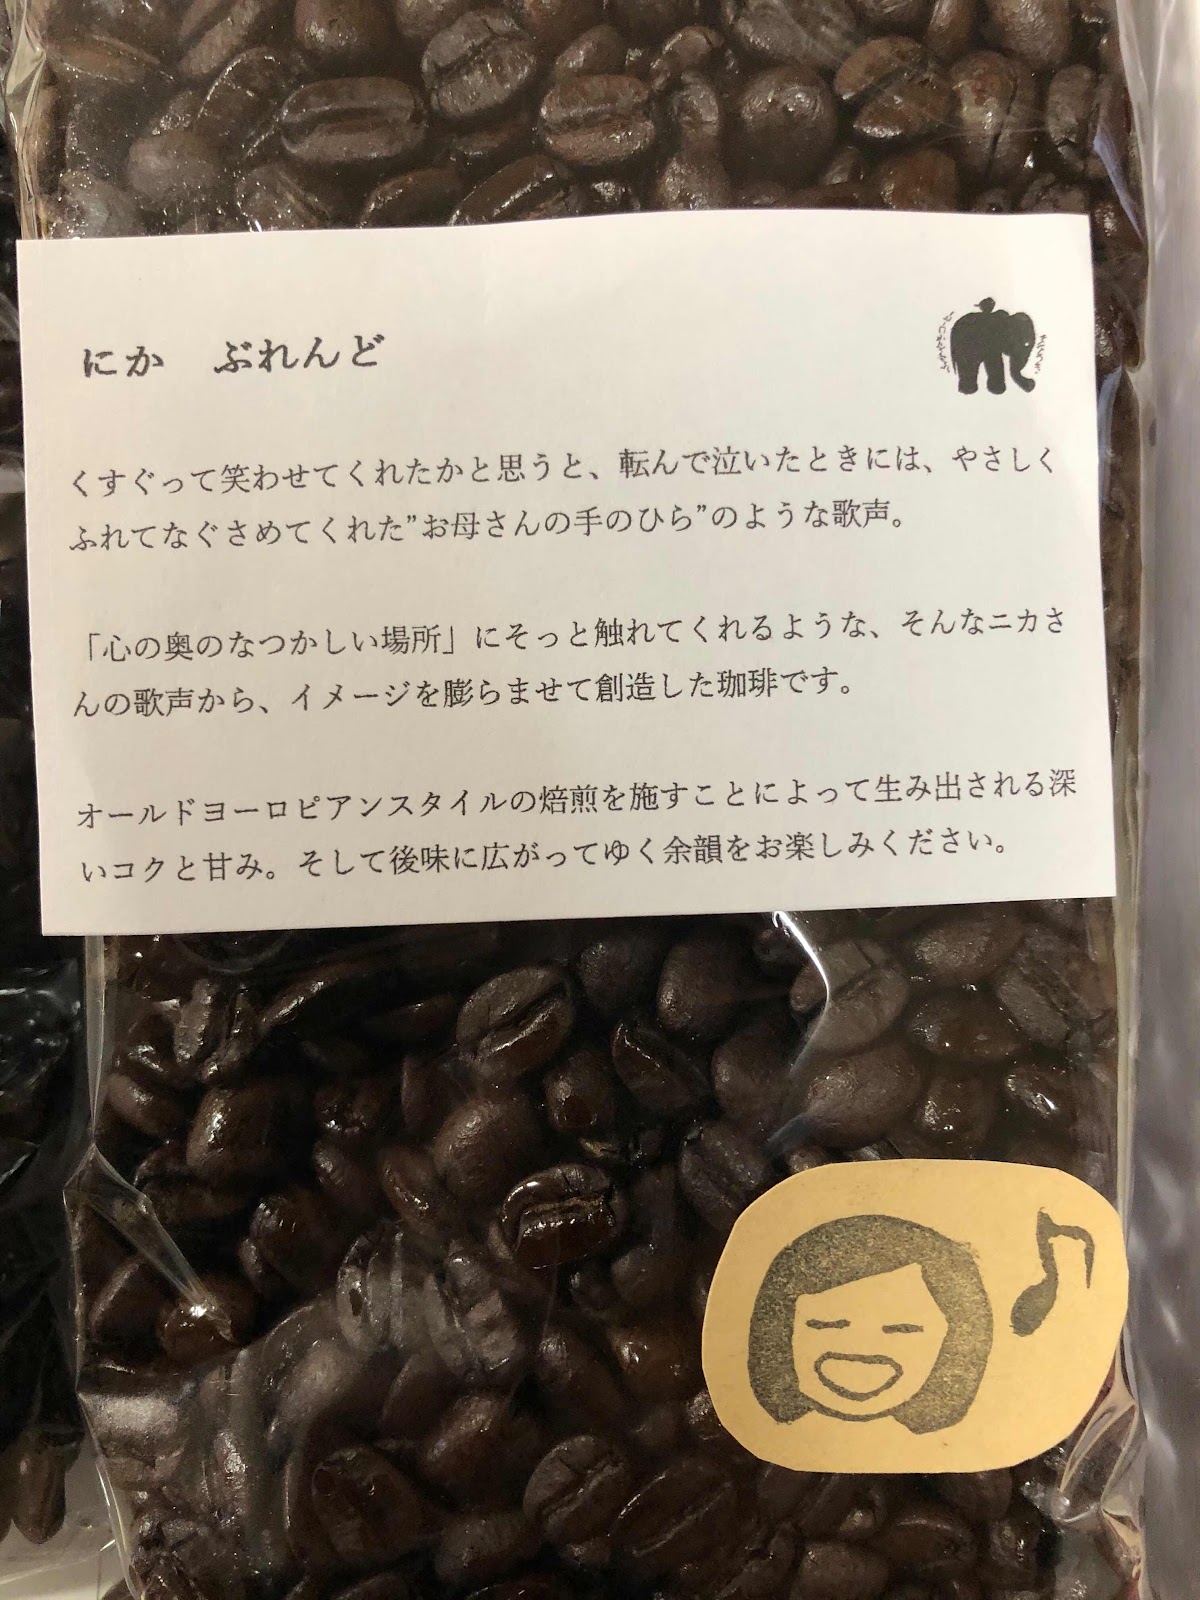 にか　ぶれんど
くすぐって笑わせてくれたかと思うと、転んで泣いたときには、やさしく
ふれてなぐさめてくれた”お母さんの手のひら”のような歌声。
「心の奥のなつかしい場所」にそっと触れてくれるような、そんなニカさ
んの歌声から、イメージを膨らませて創造した珈琲です。
オールドヨーロピアンスタイルの焙煎を施すことによって生み出される深
いコクと甘み。そして後味に広がってゆく余韻をお楽しみください。